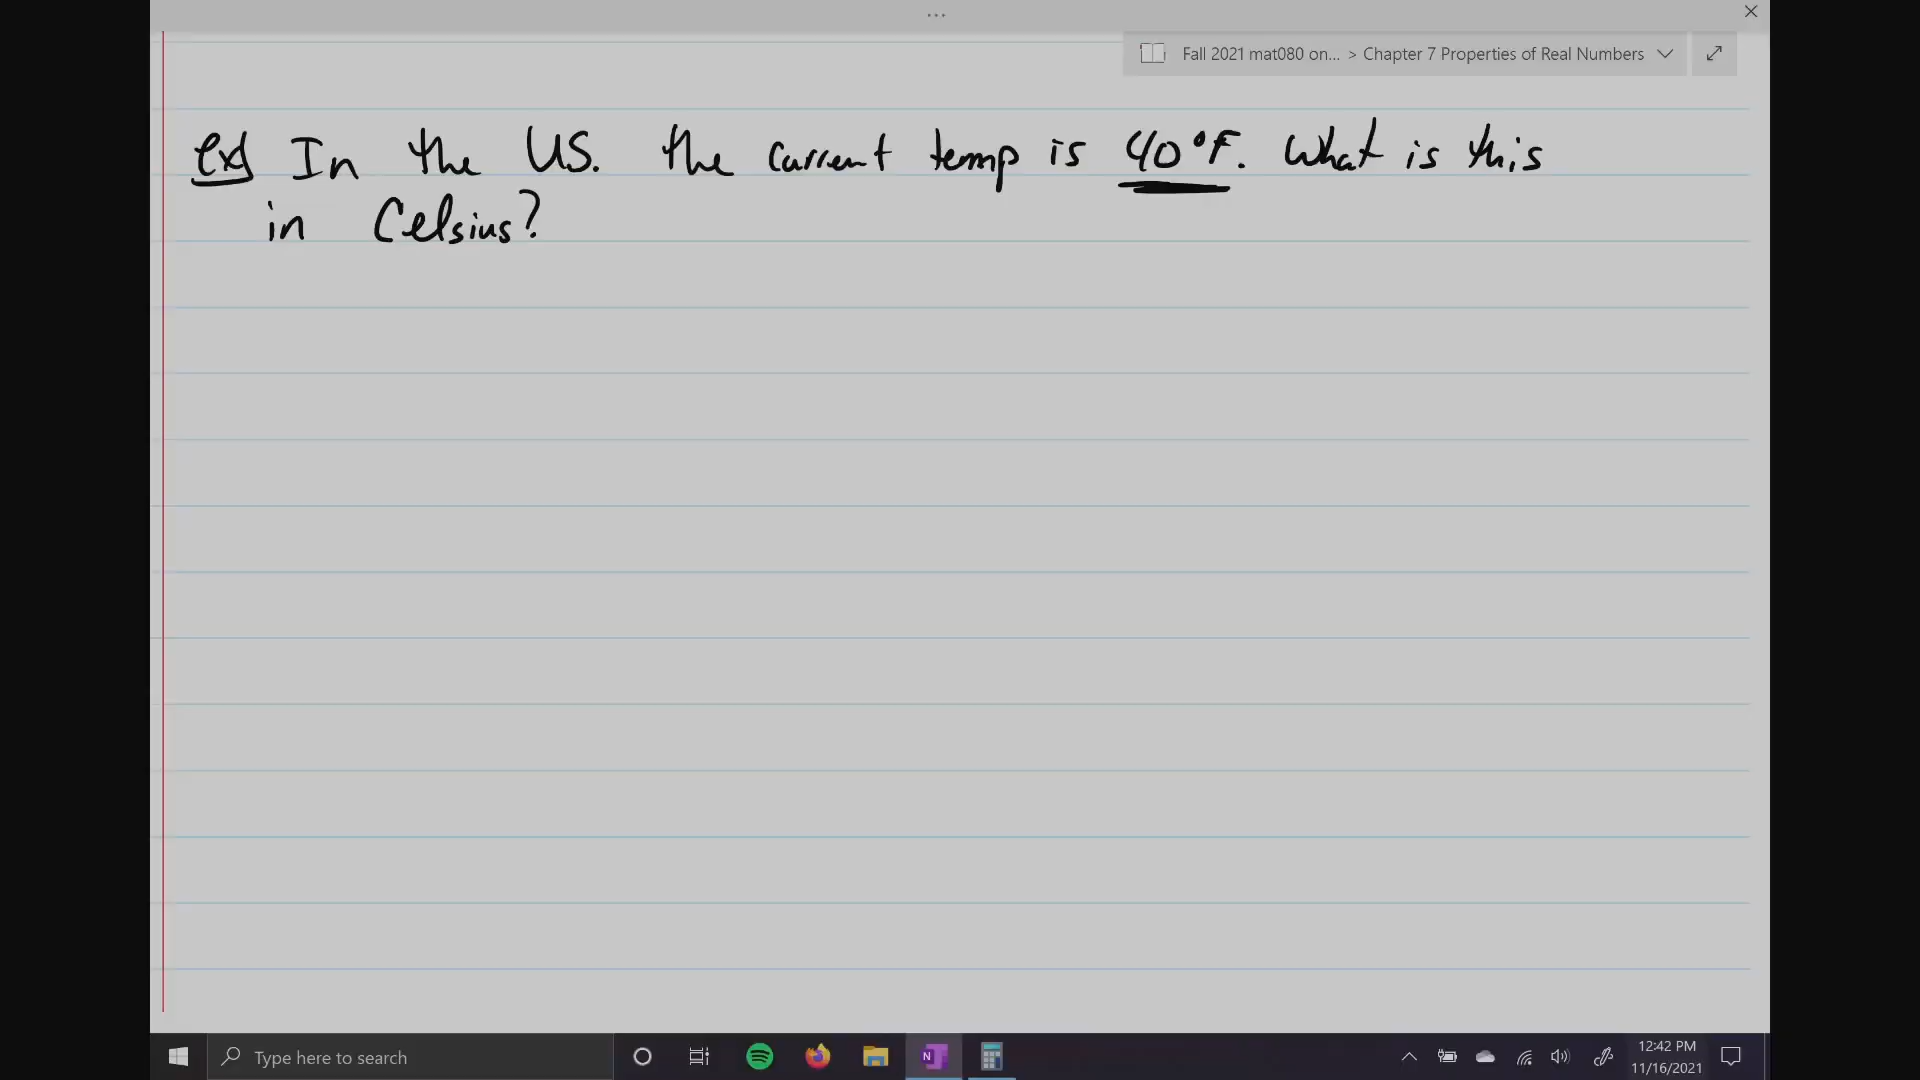 Fall 2021 mat080 on... > Chapter 7 Properties of Real Numbers
ex) In the US. the current temp is 40°F. What is this
in Celsius?
Type here to search
12:42 PM
11/16/2021